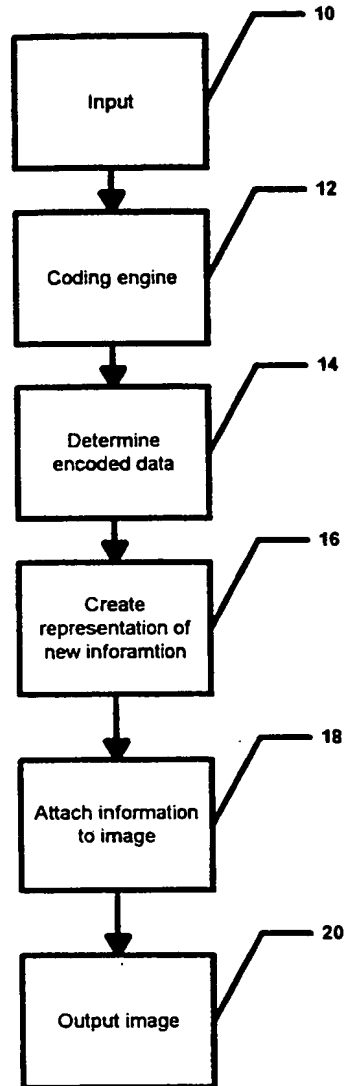 10
Input
12
Coding engine
14
Determine
encoded data
16
Create
representation of
new inforamtion
18
Attach information
to image
20
Output image